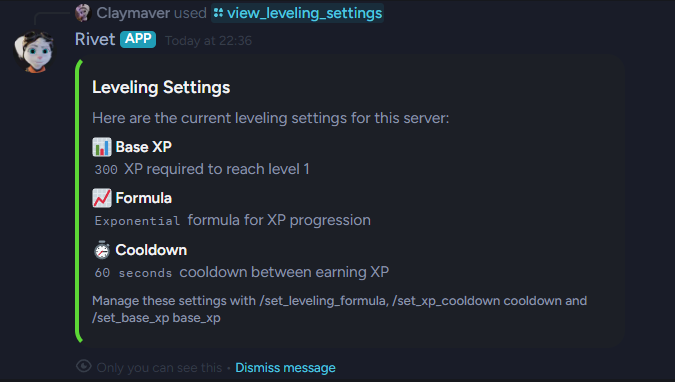 Claymaver used view_leveling_settings
Rivet APP Today at 22:36
Leveling Settings
Here are the current leveling settings for this server:
Base XP
300 XP required to reach level 1
Formula
Exponential formula for XP progression
Cooldown
60 seconds cooldown between earning XP
Manage these settings with /set_leveling_formula, /set_xp_cooldown cooldown and
/set_base_xp base_xp
Only you can see this • Dismiss message